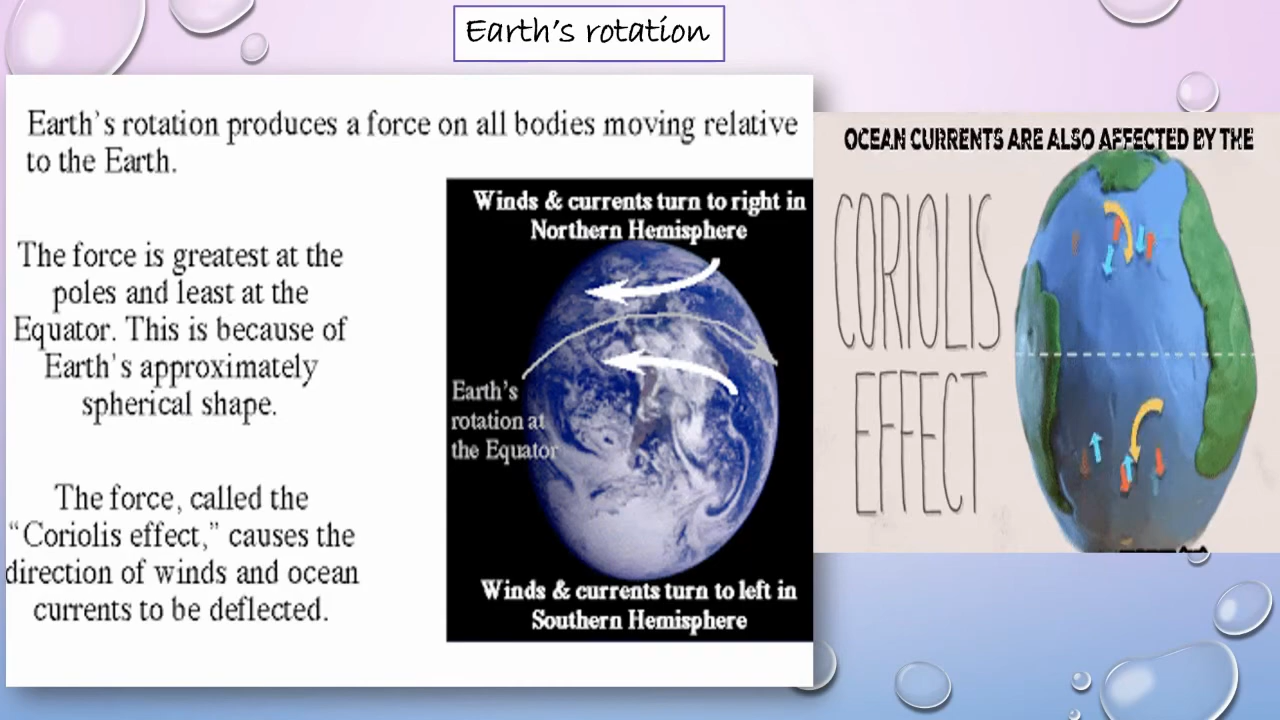 Earth's rotation
Earth's rotation produces a force on all bodies moving relative
to the Earth.
The force is greatest at the
poles and least at the
Equator. This is because of
Earth's approximately
spherical shape.
The force, called the
“Coriolis effect,” causes the
direction of winds and ocean
currents to be deflected.
Winds & currents turn to right in
Northern Hemisphere
Earth's
rotation at
the Equator
Winds & currents turn to left in
Southern Hemisphere
OCEAN CURRENTS ARE ALSO AFFECTED BY THE
CORIOLIS
EFFECT